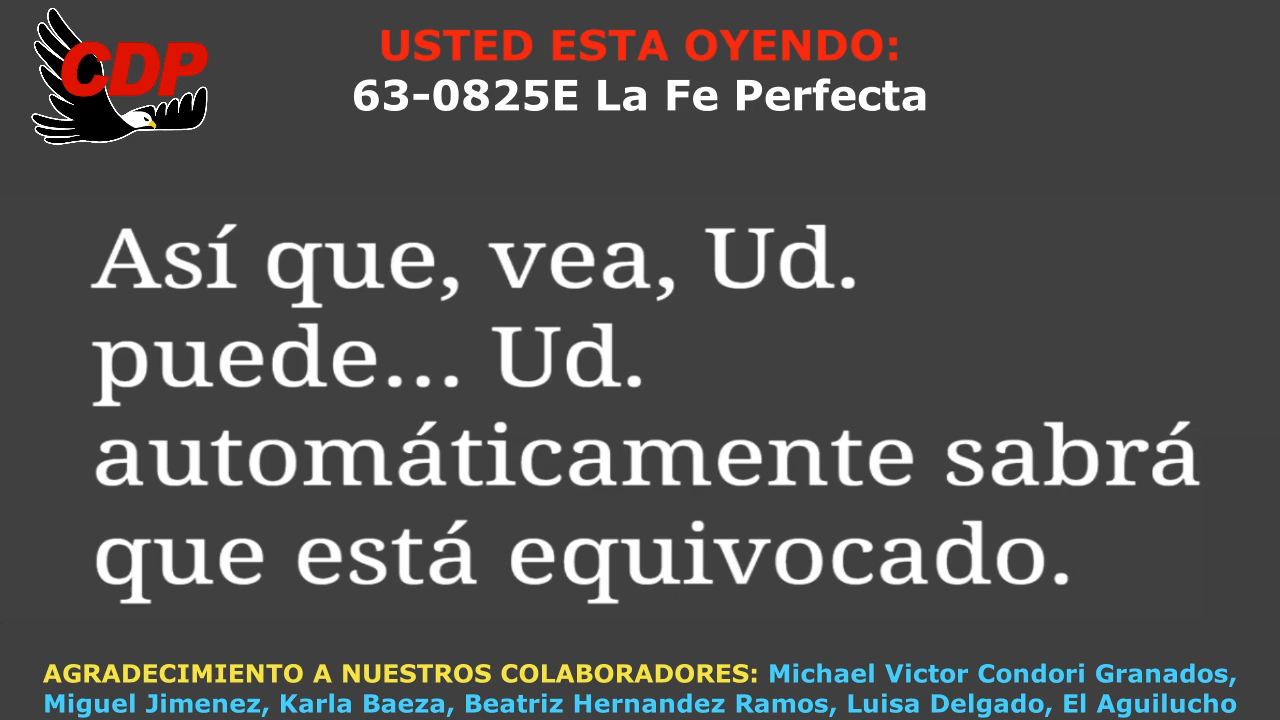 CDP
USTED ESTA OYENDO:
63-0825E La Fe Perfecta
Así que, vea, Ud.
puede... Ud.
automáticamente sabrá
que está equivocado.
AGRADECIMIENTO A NUESTROS COLABORADORES: Michael Victor Condori Granados,
Miguel Jimenez, Karla Baeza, Beatriz Hernandez Ramos, Luisa Delgado, El Aguilucho